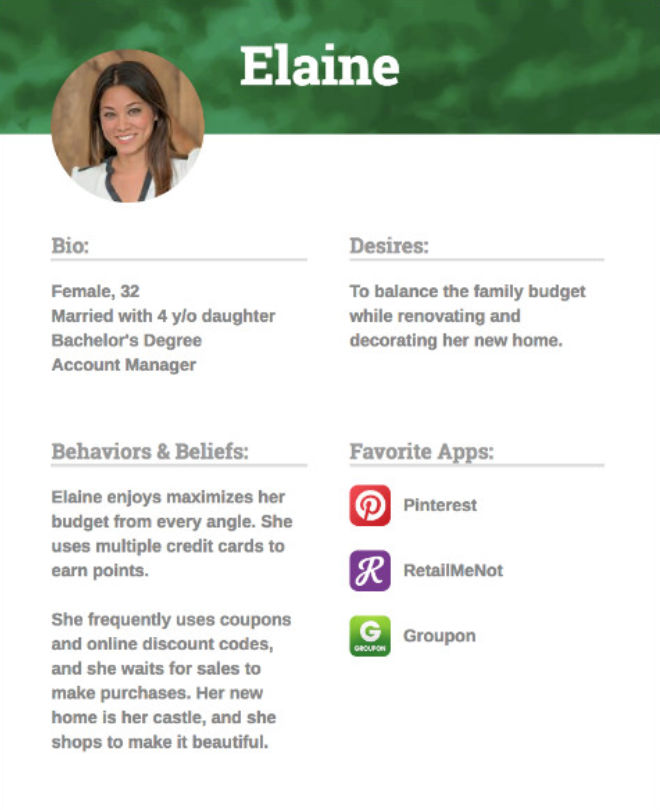 Elaine
Bio:
Female, 32
Married with 4 y/o daughter
Bachelor's Degree
Account Manager
Desires:
To balance the family budget
while renovating and
decorating her new home.
Behaviors & Beliefs:
Elaine enjoys maximizes her
budget from every angle. She
uses multiple credit cards to
earn points.
She frequently uses coupons
and online discount codes,
and she waits for sales to
make purchases. Her new
home is her castle, and she
shops to make it beautiful.
Favorite Apps:
Pinterest
R RetailMeNot
G Groupon
GROUPON